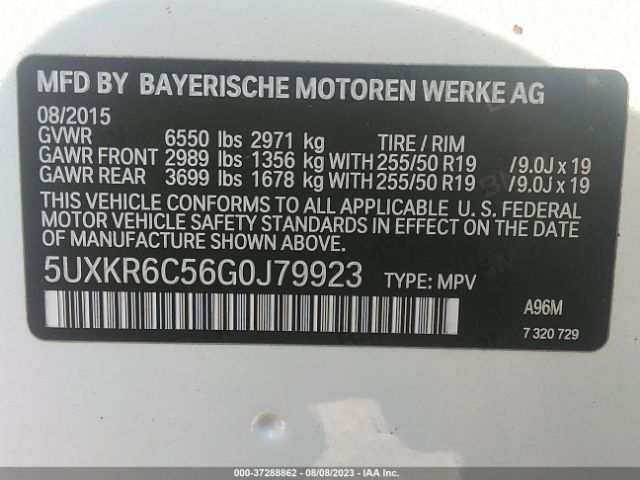 MFD BY BAYERISCHE MOTOREN WERKE AG
08/2015
GVWR 6550 lbs 2971 kg TIRE / RIM
GAWR FRONT 2989 lbs 1356 kg WITH 255/50 R19 /9.0J x 19
GAWR REAR 3699 lbs 1678 kg WITH 255/50 R19 /9.0J x 19
THIS VEHICLE CONFORMS TO ALL APPLICABLE U. S. FEDERAL
MOTOR VEHICLE SAFETY STANDARDS IN EFFECT ON THE DATE
OF MANUFACTURE SHOWN ABOVE.
5UXKR6C56G0J79923 TYPE: MPV
A96M
7 320 729
000-37288862 - 08/08/2023 - IAAI.COM